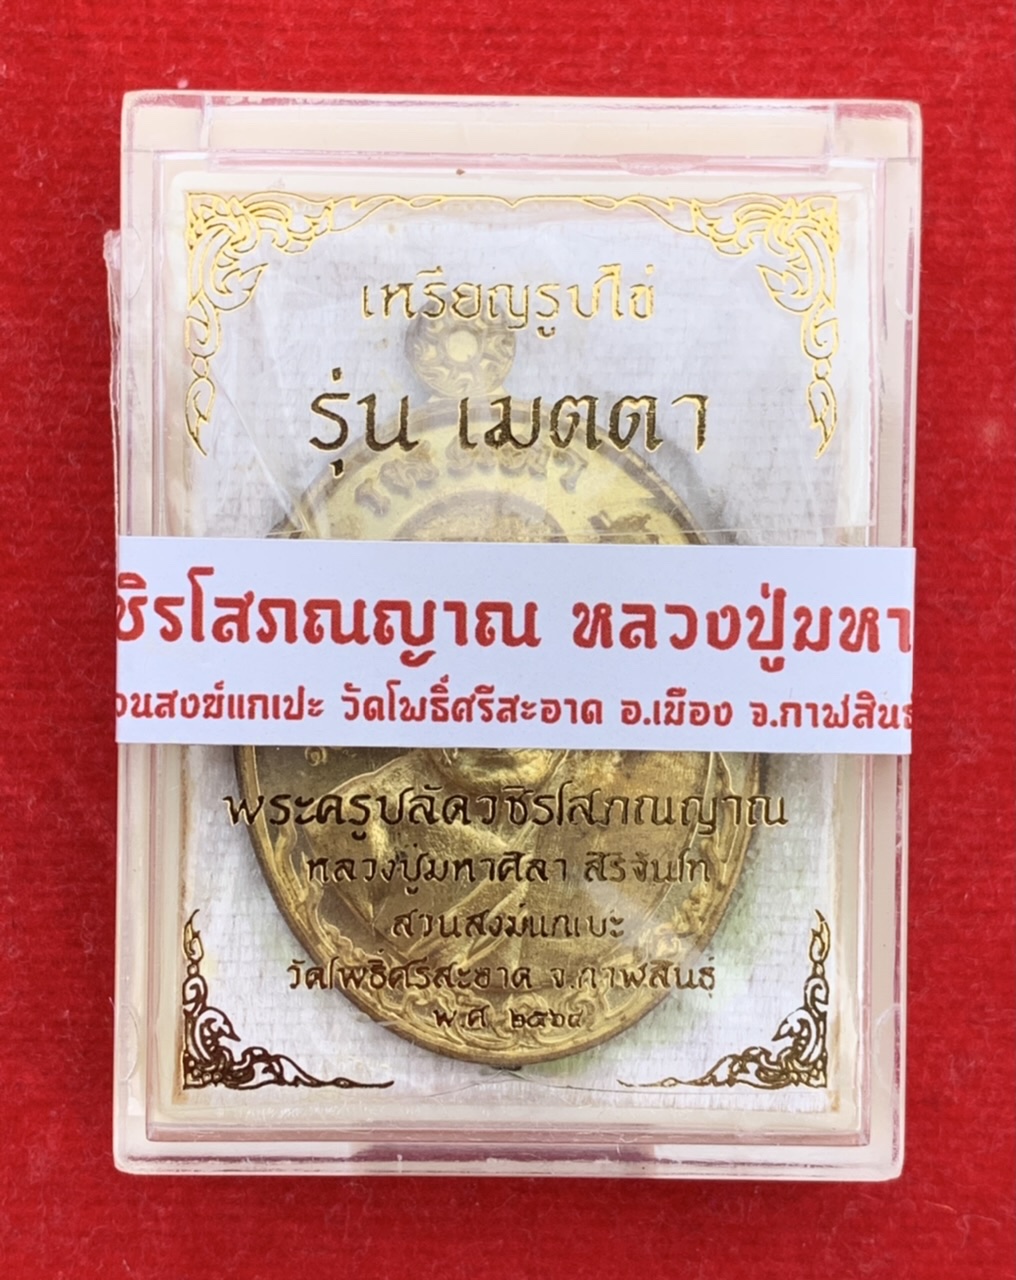 เหรียญรูปไข่
รุ่น เมตตา
เมตตา
ชิรโสภณญาณ หลวงปู่มหา
วนสงฆ์แกเปะ วัดโพธิ์ศรีสะอาด อ.เมือง จ.กาฬสินธ
พระครูปลัดวชิรโสภณญาณ
หลวงปู่มหาศิลา สิริจันโท
สวนสงฆ์แกเปะ
วัดโพธิ์ศรีสะอาด จ.กาฬสินธุ์
พ.ศ ๒๕๖๔